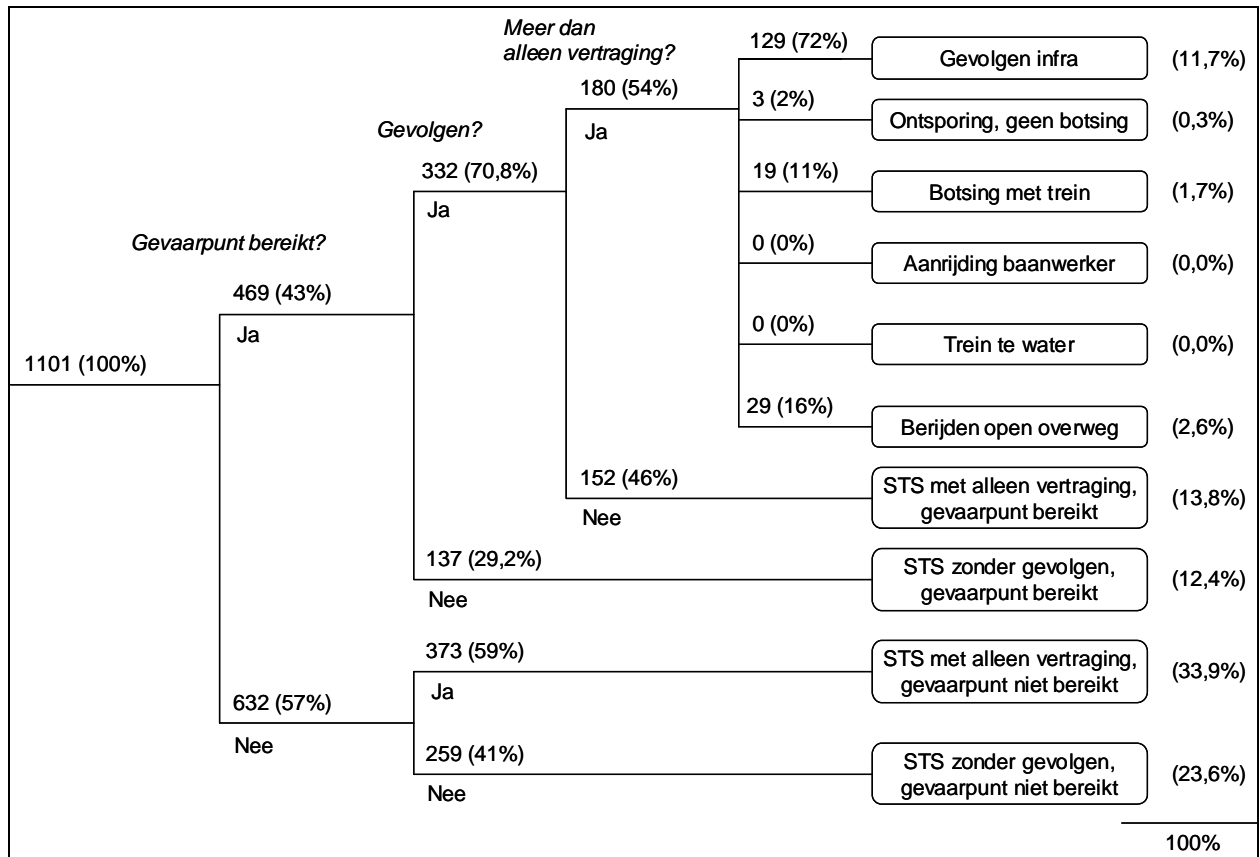 Meer dan
alleen vertraging?
129 (72%)
Gevolgen infra
(11,7%)
180 (54%)
3 (2%)
Ja
Ontsporing, geen botsing
(0,3%)
Gevolgen?
332 (70,8%)
19 (11%)
Ja
Botsing met trein
(1,7%)
Gevaarpunt bereikt?
0 (0%)
Aanrijding baanwerker
(0,0%)
469 (43%)
Ja
0 (0%)
Trein te water
(0,0%)
1101 (100%)
29 (16%)
Berijden open overweg
(2,6%)
152 (46%)
Nee
STS met alleen vertraging,
gevaarpunt bereikt
(13,8%)
137 (29,2%)
Nee
STS zonder gevolgen,
gevaarpunt bereikt
(12,4%)
373 (59%)
Ja
STS met alleen vertraging,
gevaarpunt niet bereikt
(33,9%)
632 (57%)
Nee
259 (41%)
Nee
STS zonder gevolgen,
gevaarpunt niet bereikt
(23,6%)
100%